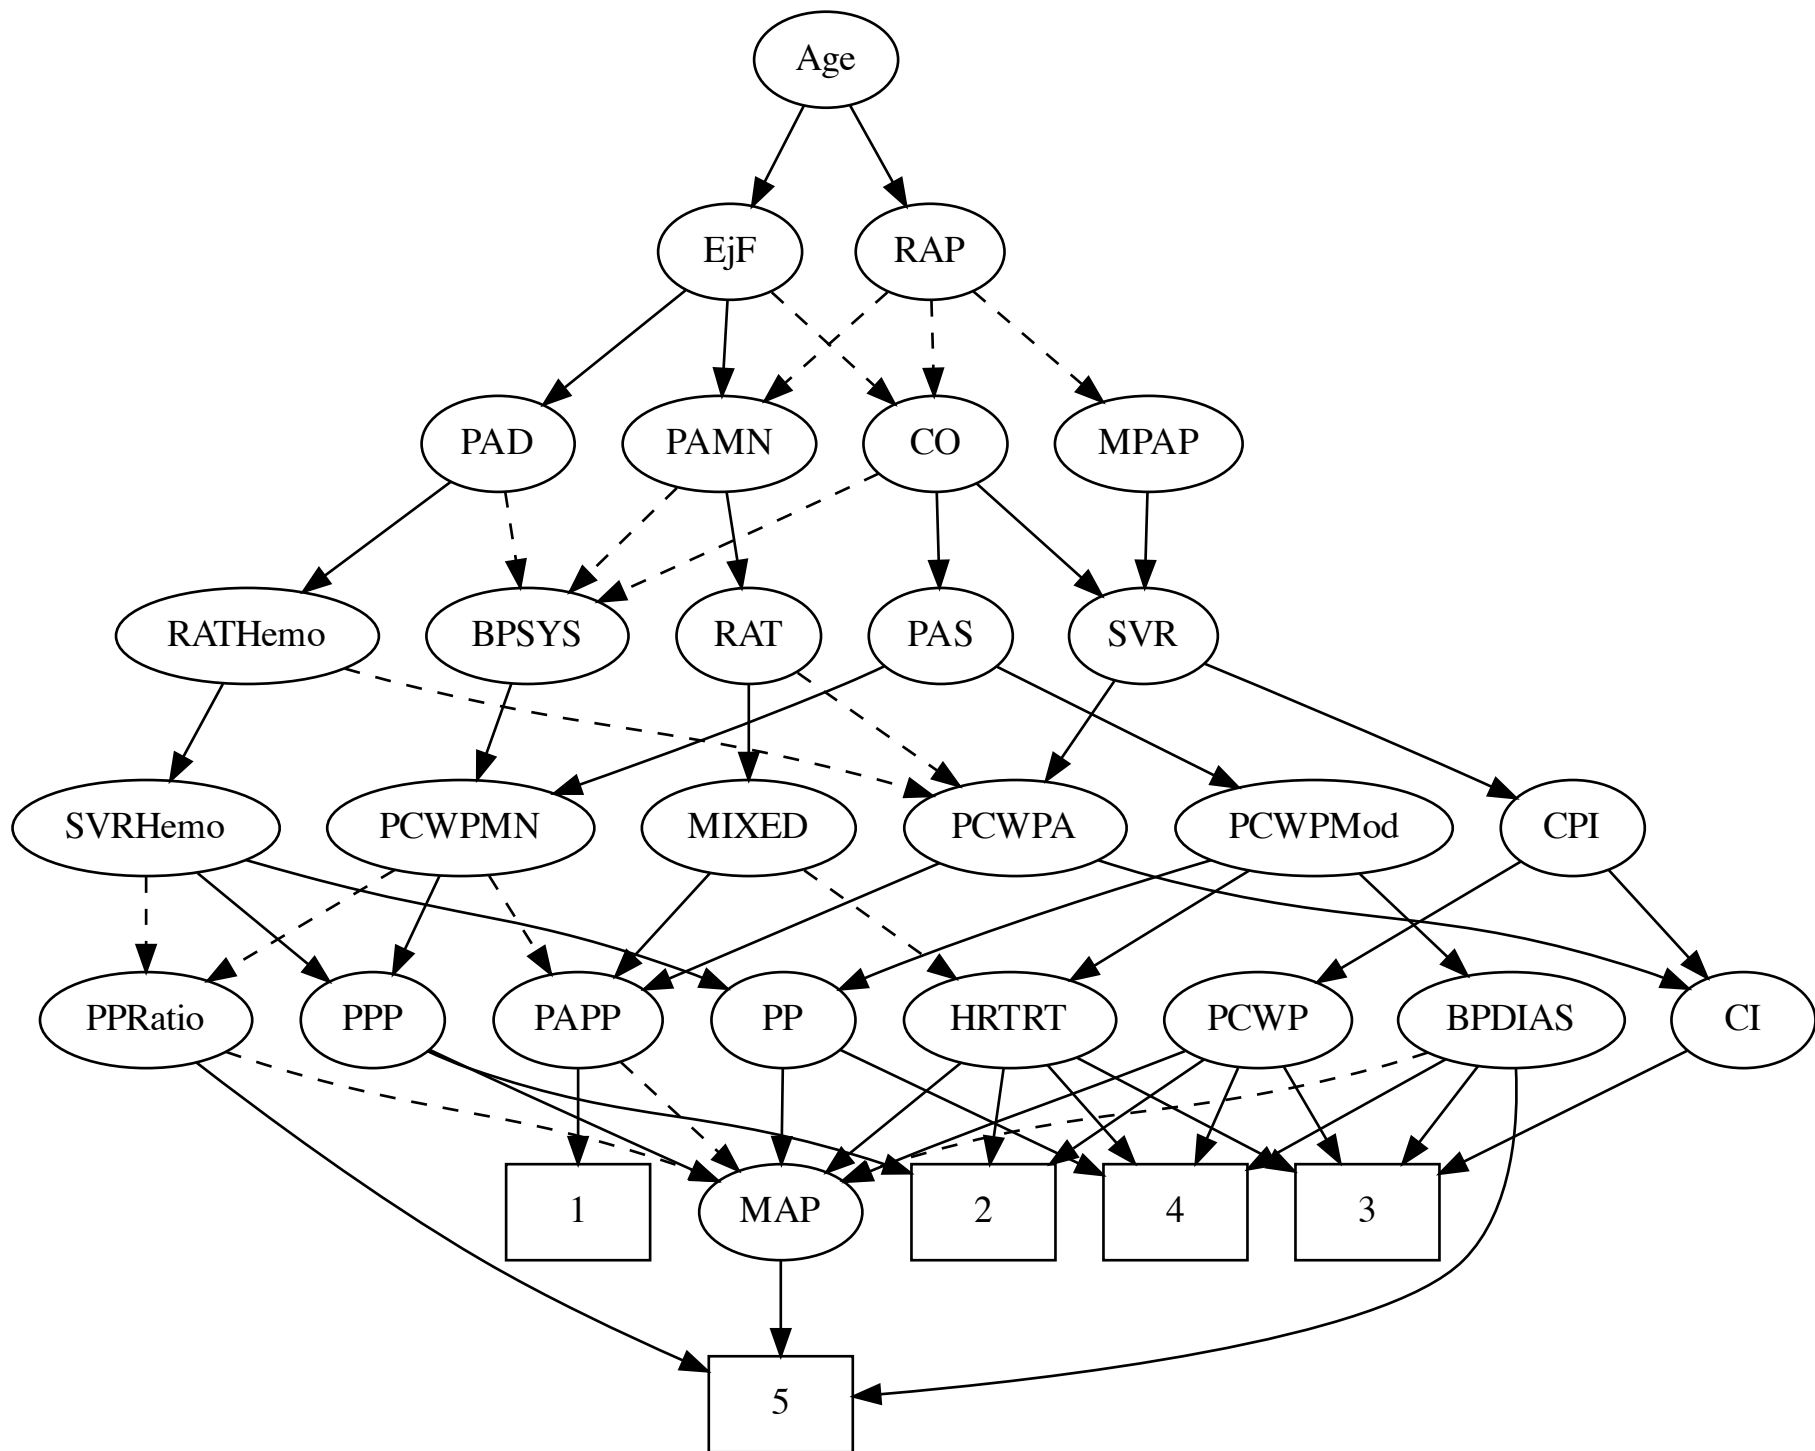 Age
EjF
RAP
PAD
PAMN
CO
MPAP
RATHemo
BPSYS
RAT
PAS
SVR
SVRHemo
PCWPMN
MIXED
PCWPA
PCWPMod
CPI
PPRatio
PPP
PAPP
PP
HRTRT
PCWP
BPDIAS
CI
1
MAP
2
4
3
5